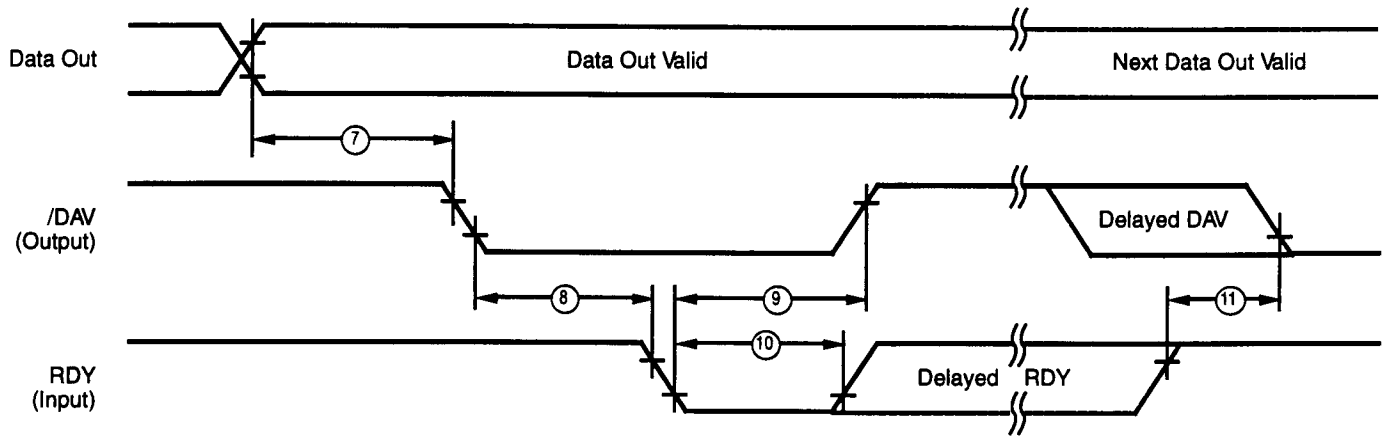 Data Out
Data Out Valid
Next Data Out Valid
7
/DAV
(Output)
Delayed DAV
8
9
11
10
RDY
(Input)
Delayed RDY